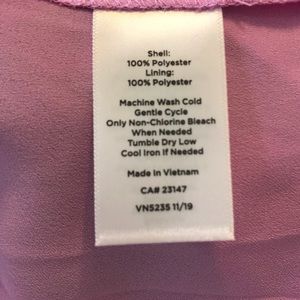 Shell:
100% Polyester
Lining:
100% Polyester
Machine Wash Cold
Gentle Cycle
Only Non-Chlorine Bleach
When Needed
Tumble Dry Low
Cool Iron If Needed
Made In Vietnam
CA# 23147
VN5235 11/19